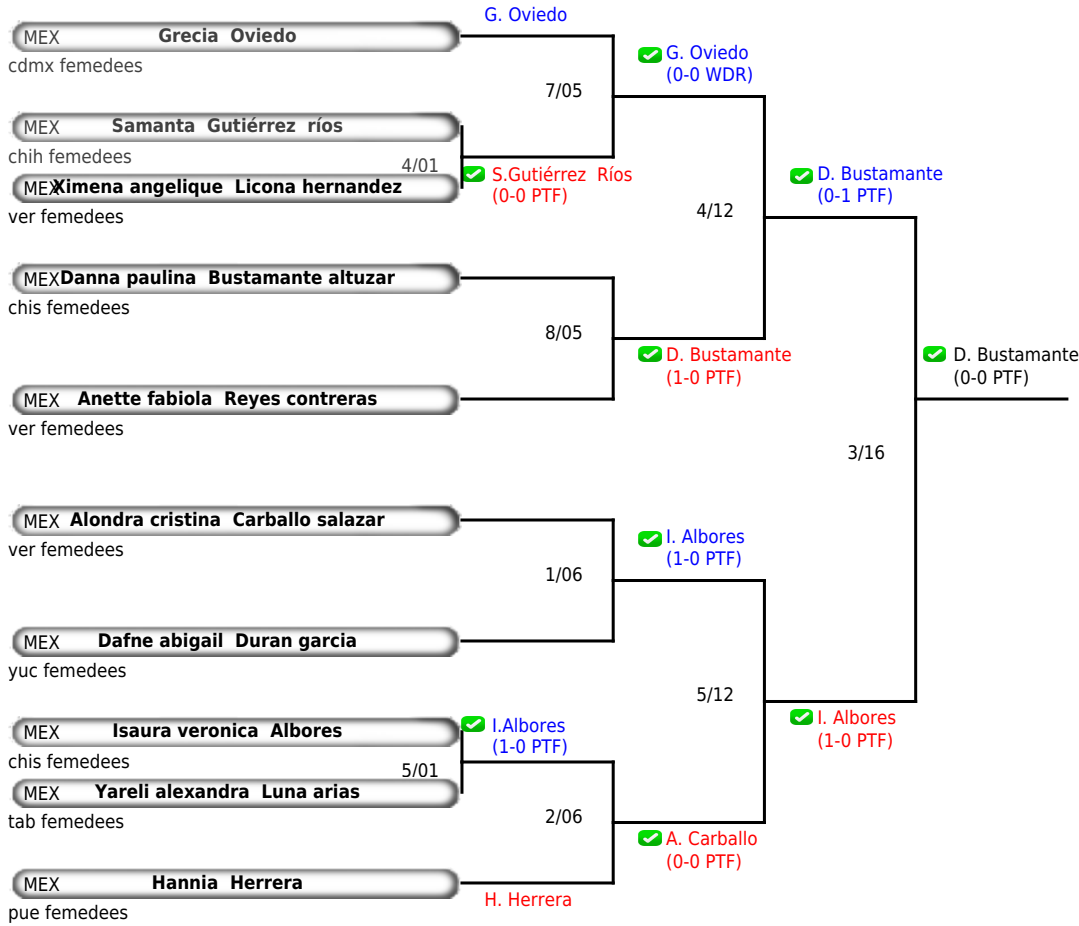 G. Oviedo
MEX Grecia Oviedo
cdmx femedees
G. Oviedo
(0-0 WDR)
7/05
MEX Samanta Gutiérrez ríos
chih femedees
4/01
S.Gutiérrez Ríos
(0-0 PTF)
MEX Ximena angelique Licona hernandez
ver femedees
D. Bustamante
(0-1 PTF)
4/12
MEX Danna paulina Bustamante altuzar
chis femedees
8/05
D. Bustamante
(1-0 PTF)
D. Bustamante
(0-0 PTF)
MEX Anette fabiola Reyes contreras
ver femedees
3/16
MEX Alondra cristina Carballo salazar
ver femedees
I. Albores
(1-0 PTF)
1/06
MEX Dafne abigail Duran garcia
yuc femedees
5/12
I. Albores
(1-0 PTF)
MEX Isaura veronica Albores
chis femedees
I.Albores
(1-0 PTF)
5/01
MEX Yareli alexandra Luna arias
tab femedees
2/06
A. Carballo
(0-0 PTF)
MEX Hannia Herrera
pue femedees
H. Herrera